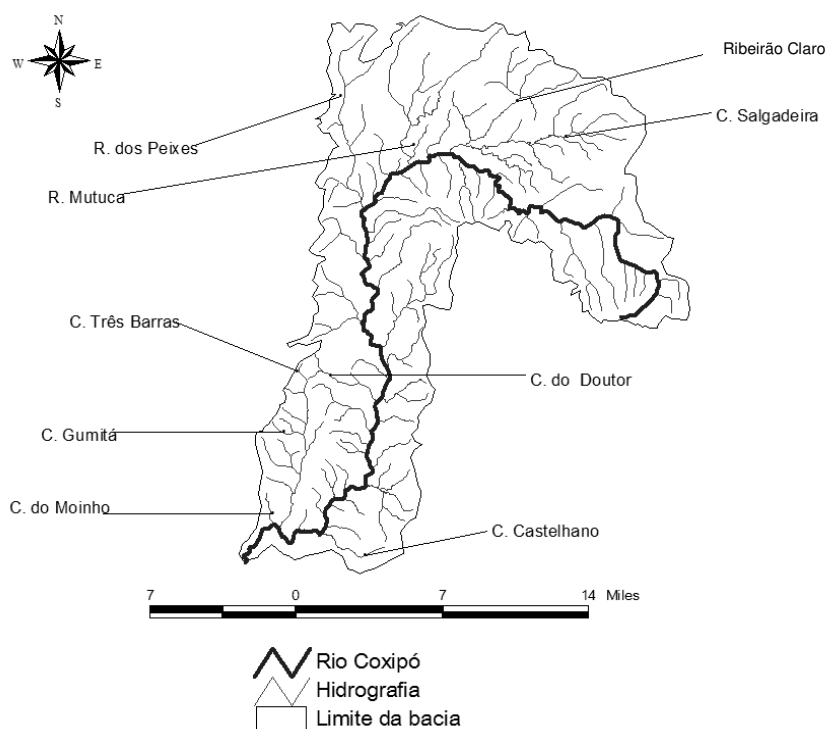 N
W E
S
Ribeirão Claro
C. Salgadeira
R. dos Peixes
R. Mutuca
C. Três Barras
C. do Doutor
C. Gumitá
C. do Moinho
C. Castelhano
7 0 7 14 Miles
Rio Coxipó
Hidrografia
Limite da bacia